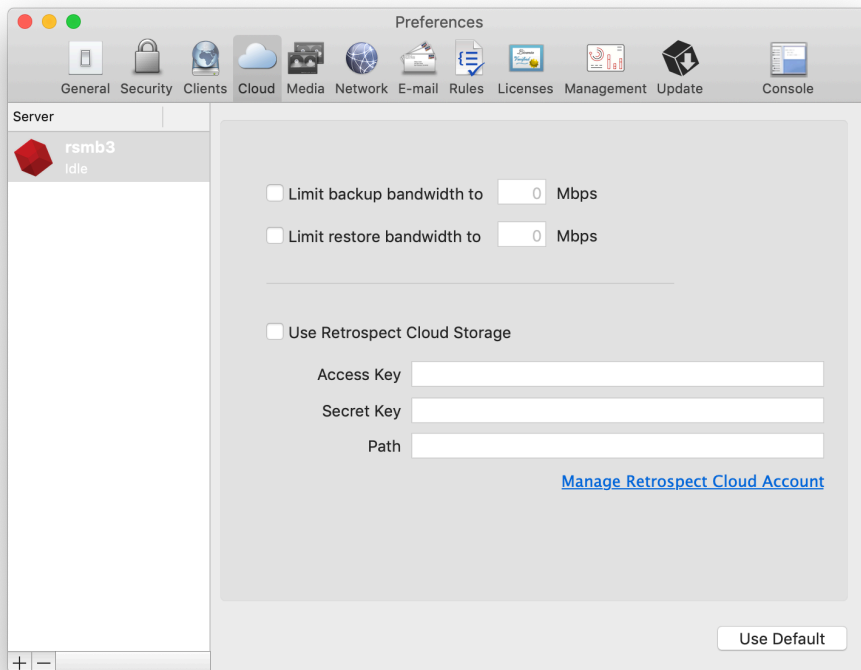 Preferences
General Security Clients Cloud Media Network E-mail Rules Licenses Management Update Console
Server
rsmb3
Idle
Limit backup bandwidth to 0 Mbps
Limit restore bandwidth to 0 Mbps
Use Retrospect Cloud Storage
Access Key
Secret Key
Path
Manage Retrospect Cloud Account
Use Default